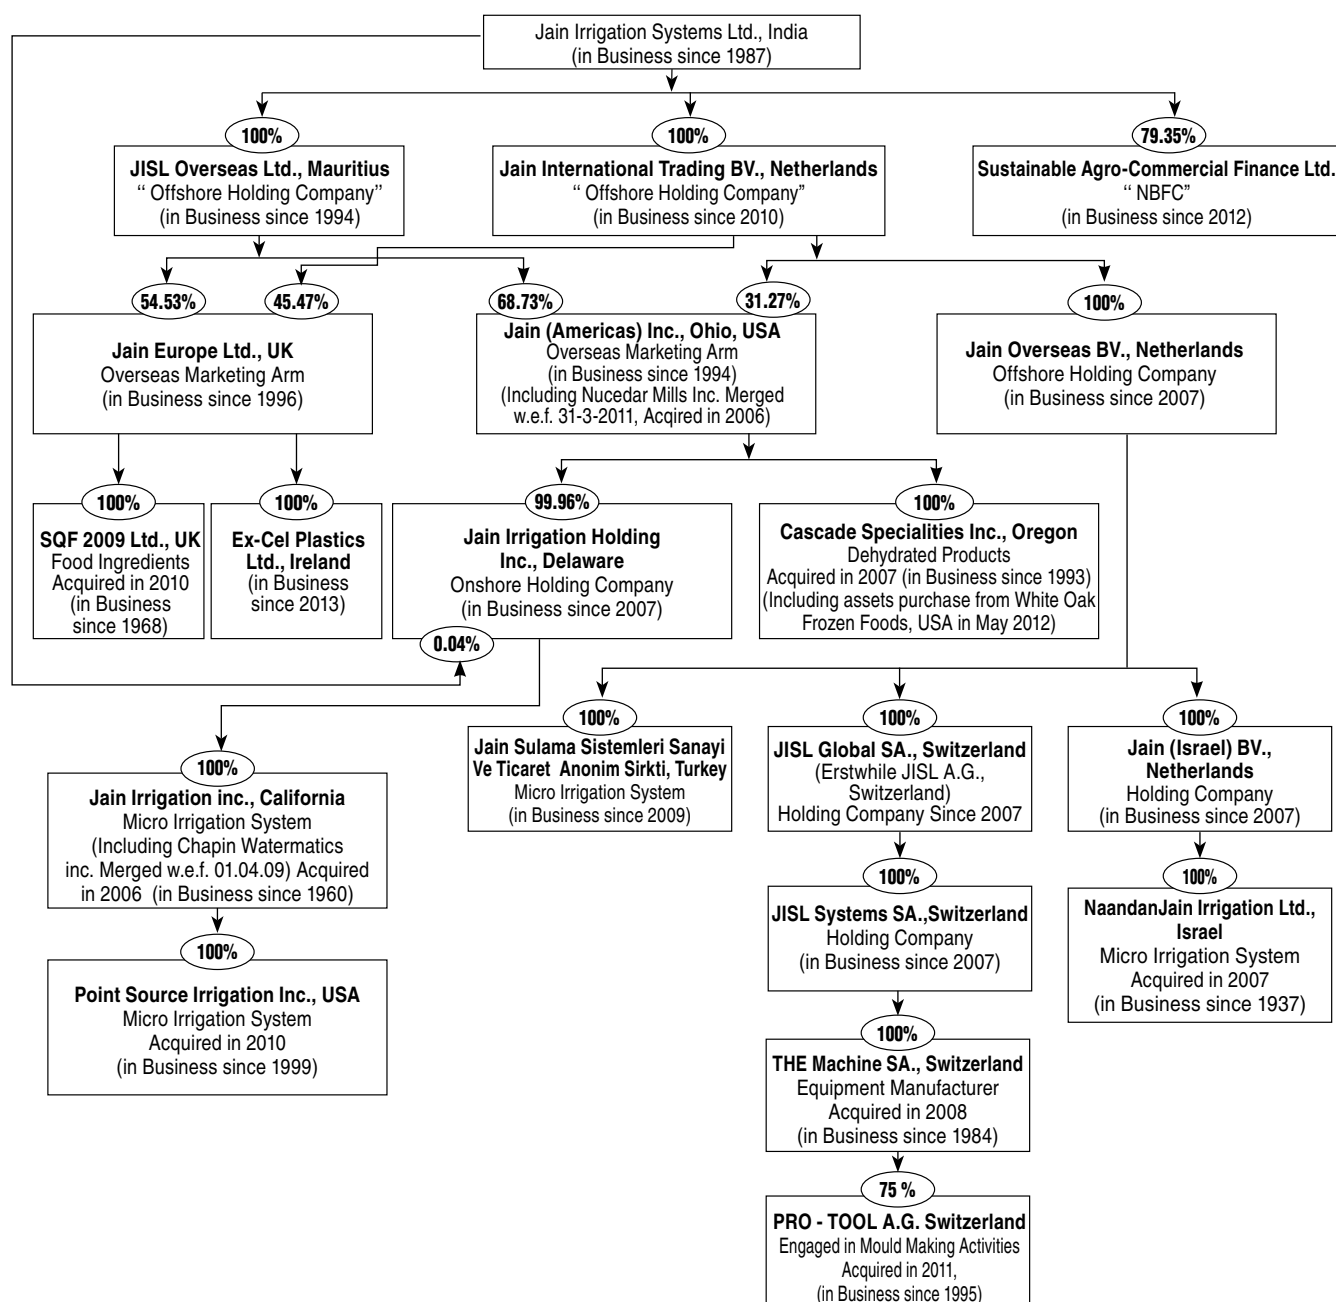 Jain Irrigation Systems Ltd., India
(in Business since 1987)
100%
JISL Overseas Ltd., Mauritius
‘‘ Offshore Holding Company’’
(in Business since 1994)
100%
Jain International Trading BV., Netherlands
‘‘ Offshore Holding Company’’
(in Business since 2010)
79.35%
Sustainable Agro-Commercial Finance Ltd.
‘‘ NBFC’’
(in Business since 2012)
54.53%
45.47%
Jain Europe Ltd., UK
Overseas Marketing Arm
(in Business since 1996)
68.73%
31.27%
Jain (Americas) Inc., Ohio, USA
Overseas Marketing Arm
(in Business since 1994)
(Including Nucedar Mills Inc. Merged
w.e.f. 31-3-2011, Acqired in 2006)
100%
Jain Overseas BV., Netherlands
Offshore Holding Company
(in Business since 2007)
100%
SQF 2009 Ltd., UK
Food Ingredients
Acquired in 2010
(in Business
since 1968)
100%
Ex-Cel Plastics
Ltd., Ireland
(in Business
since 2013)
99.96%
Jain Irrigation Holding
Inc., Delaware
Onshore Holding Company
(in Business since 2007)
0.04%
100%
Cascade Specialities Inc., Oregon
Dehydrated Products
Acquired in 2007 (in Business since 1993)
(Including assets purchase from White Oak
Frozen Foods, USA in May 2012)
100%
Jain Irrigation inc., California
Micro Irrigation System
(Including Chapin Watermatics
inc. Merged w.e.f. 01.04.09) Acquired
in 2006 (in Business since 1960)
100%
Point Source Irrigation Inc., USA
Micro Irrigation System
Acquired in 2010
(in Business since 1999)
100%
Jain Sulama Sistemleri Sanayi
Ve Ticaret Anonim Sirkti, Turkey
Micro Irrigation System
(in Business since 2009)
100%
JISL Global SA., Switzerland
(Erstwhile JISL A.G.,
Switzerland)
Holding Company Since 2007
100%
JISL Systems SA.,Switzerland
Holding Company
(in Business since 2007)
100%
THE Machine SA., Switzerland
Equipment Manufacturer
Acquired in 2008
(in Business since 1984)
75 %
PRO - TOOL A.G. Switzerland
Engaged in Mould Making Activities
Acquired in 2011,
(in Business since 1995)
100%
Jain (Israel) BV.,
Netherlands
Holding Company
(in Business since 2007)
100%
NaandanJain Irrigation Ltd.,
Israel
Micro Irrigation System
Acquired in 2007
(in Business since 1937)